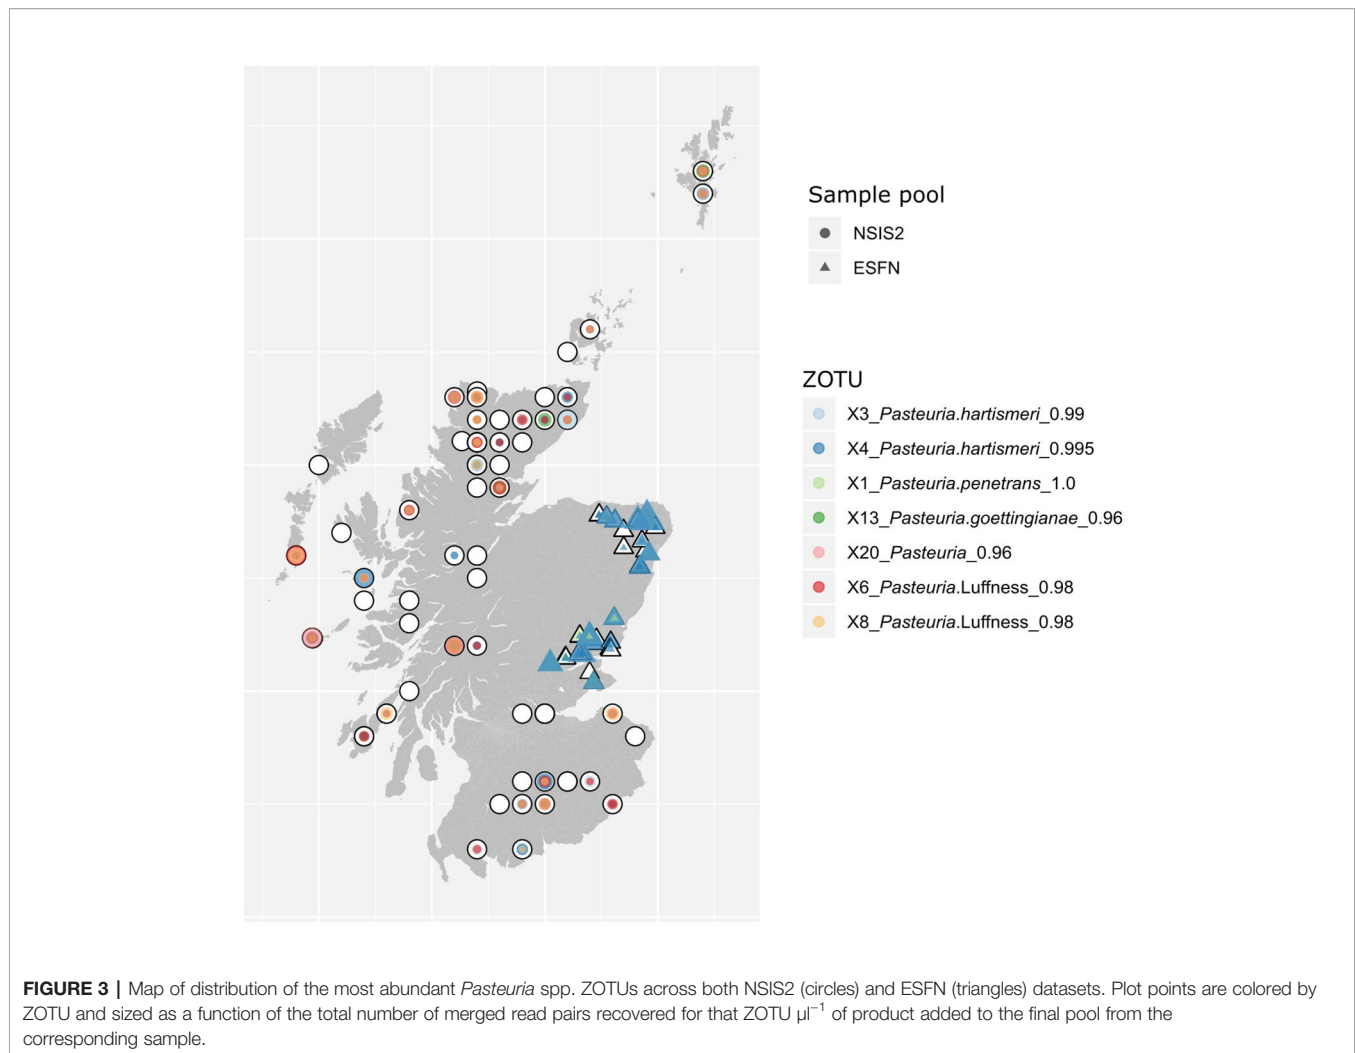 Sample pool
NSIS2
ESFN
ZOTU
X3_Pasteuria.hartismeri_0.99
X4_Pasteuria.hartismeri_0.995
X1_Pasteuria.penetrans_1.0
X13_Pasteuria.goettingianae_0.96
X20_Pasteuria_0.96
X6_Pasteuria.Luffness_0.98
X8_Pasteuria.Luffness_0.98
FIGURE 3 | Map of distribution of the most abundant Pasteuria spp. ZOTUs across both NSIS2 (circles) and ESFN (triangles) datasets. Plot points are colored by
ZOTU and sized as a function of the total number of merged read pairs recovered for that ZOTU µl⁻¹ of product added to the final pool from the
corresponding sample.